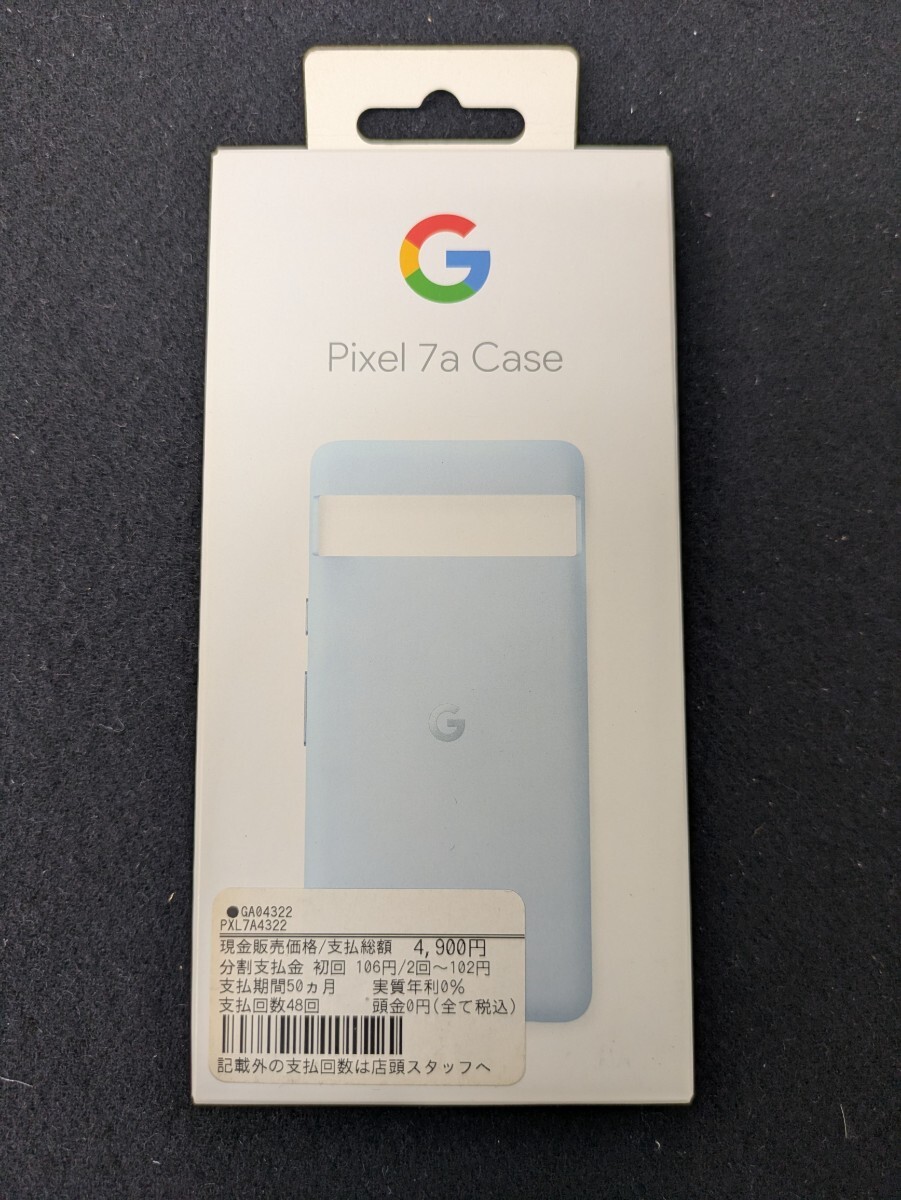 G
Pixel 7a Case
G
●GA04322
PXL7A4322
現金販売価格/支払総額 4,900円
分割支払金 初回 106円/2回～102円
支払期間50ヵ月 実質年利0%
支払回数48回 頭金0円(全て税込)
記載外の支払回数は店頭スタッフへ